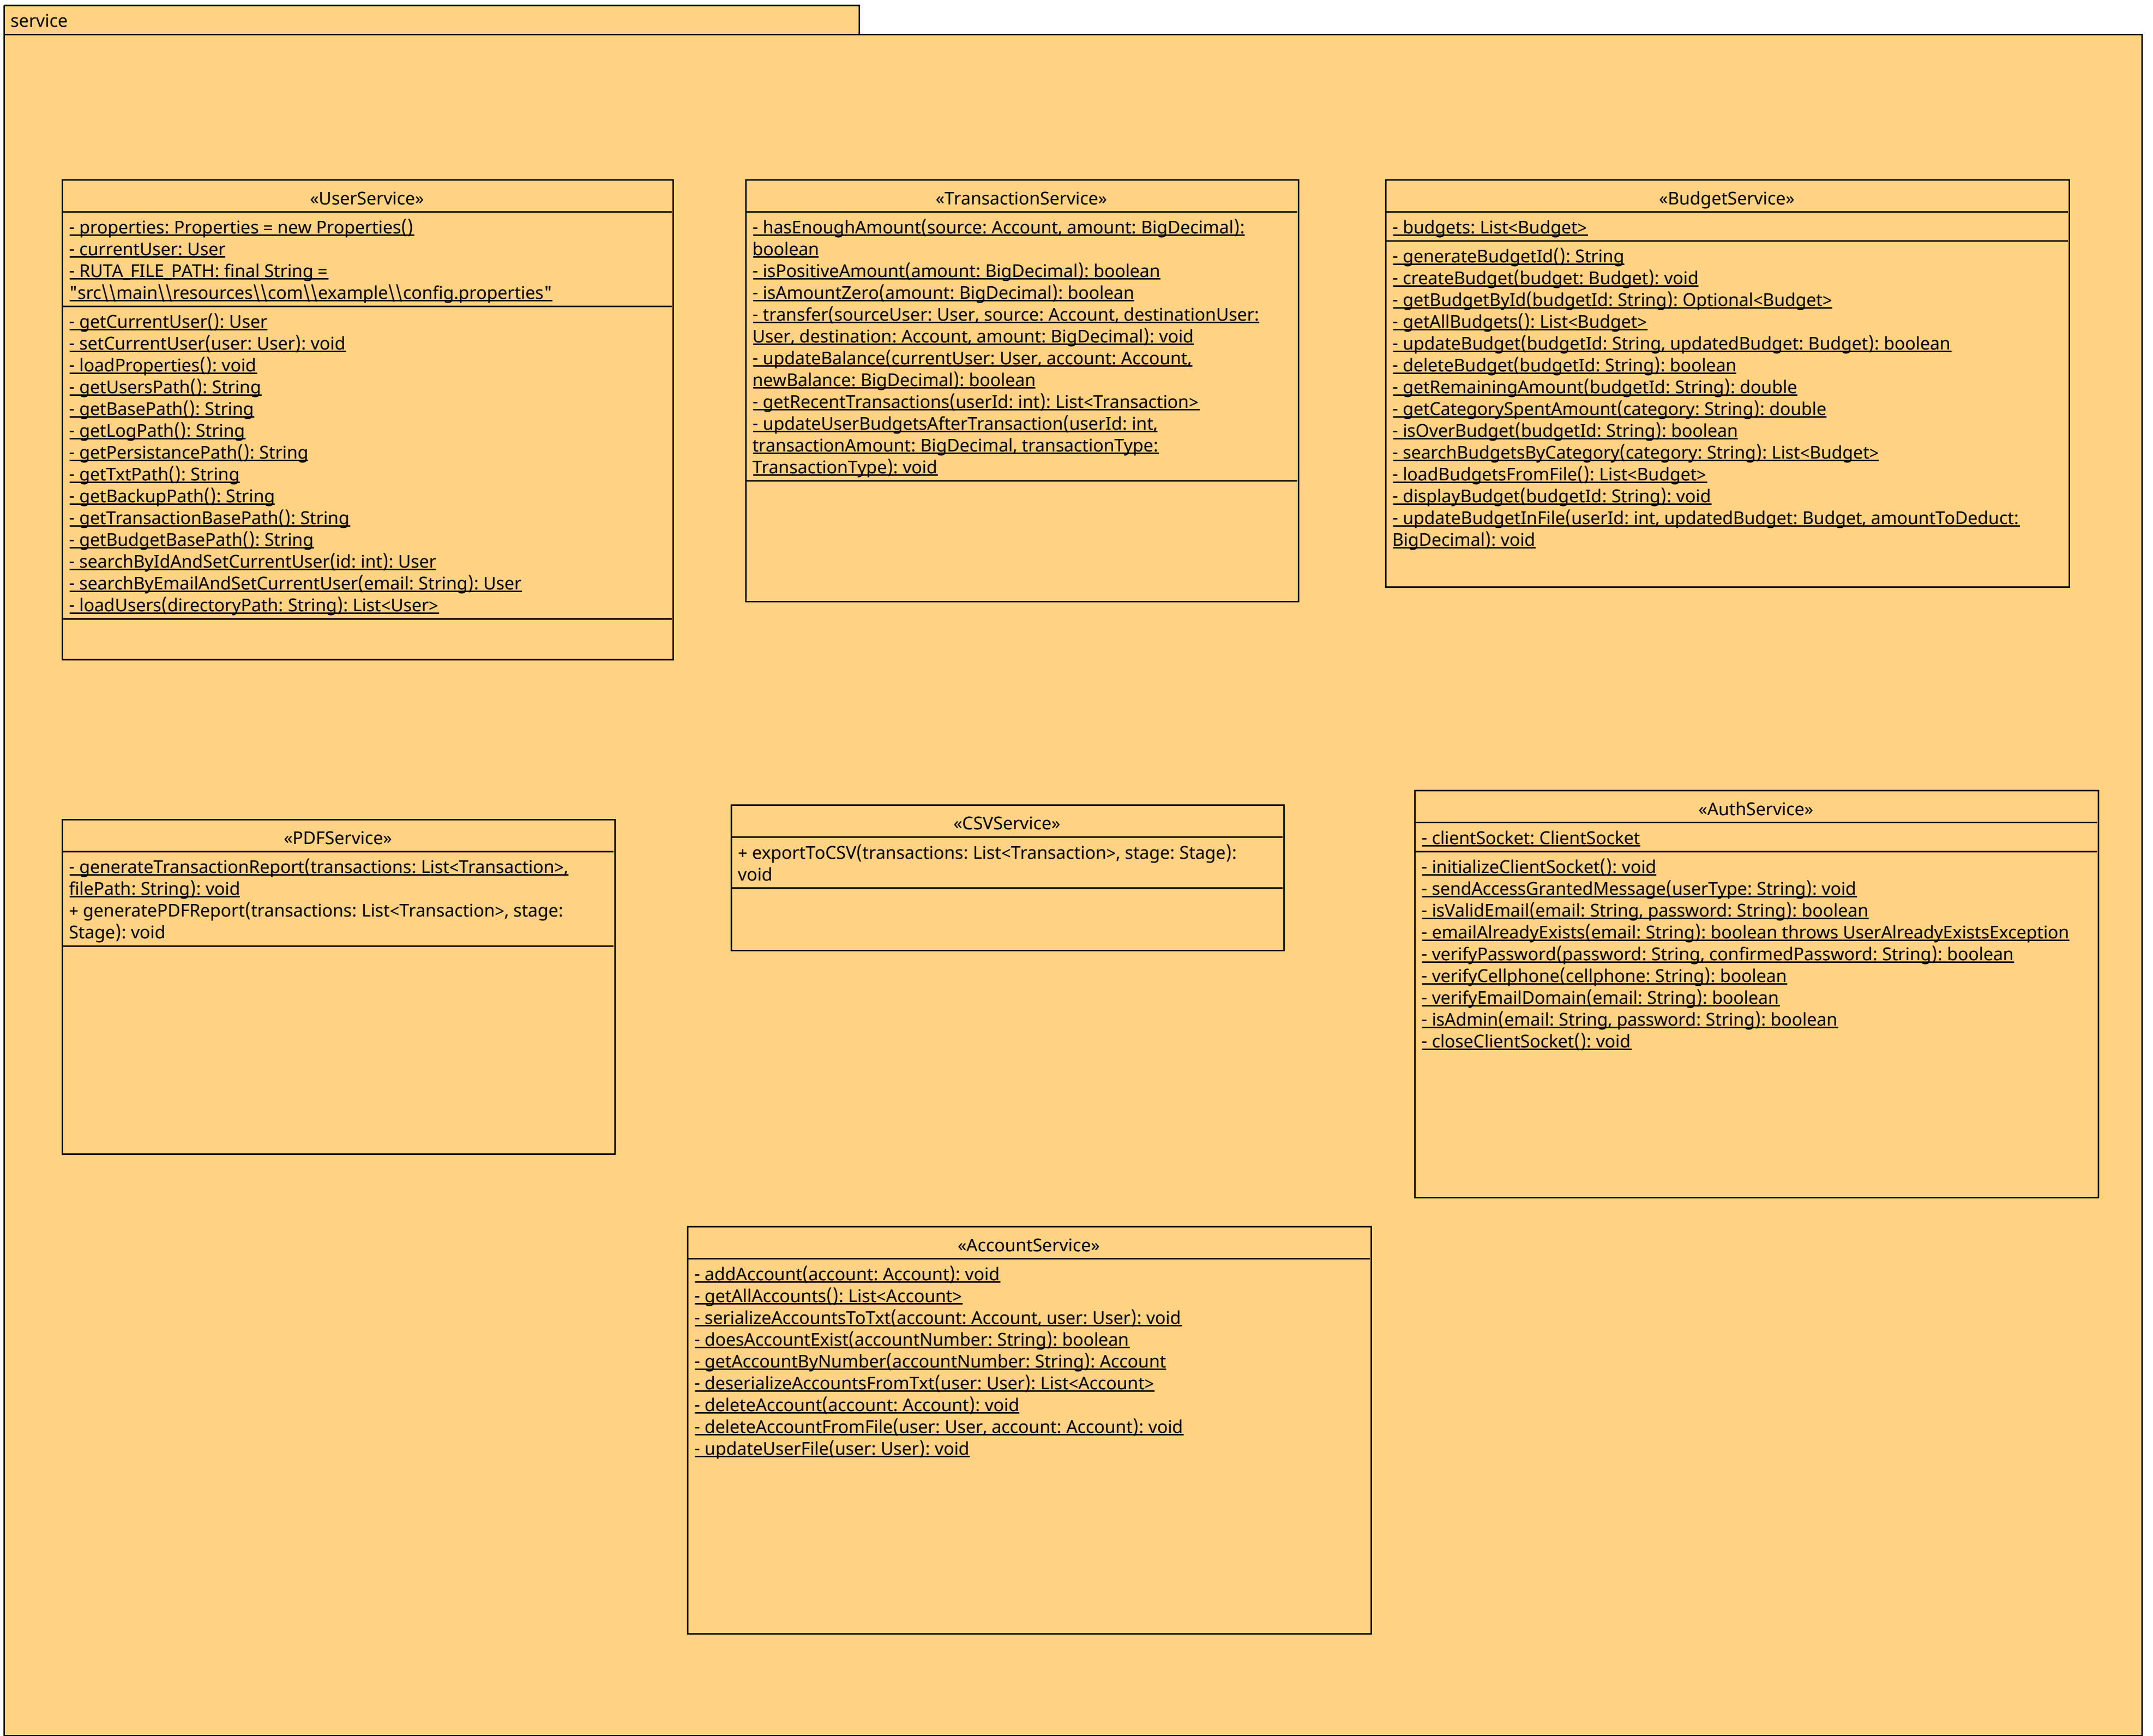 service
«UserService»
- properties: Properties = new Properties()
- currentUser: User
- RUTA_FILE_PATH: final String =
"src\\main\\resources\\com\\example\\config.properties"
- getCurrentUser(): User
- setCurrentUser(user: User): void
- loadProperties(): void
- getUsersPath(): String
- getBasePath(): String
- getLogPath(): String
- getPersistancePath(): String
- getTxtPath(): String
- getBackupPath(): String
- getTransactionBasePath(): String
- getBudgetBasePath(): String
- searchByIdAndSetCurrentUser(id: int): User
- searchByEmailAndSetCurrentUser(email: String): User
- loadUsers(directoryPath: String): List<User>
«TransactionService»
- hasEnoughAmount(source: Account, amount: BigDecimal):
boolean
- isPositiveAmount(amount: BigDecimal): boolean
- isAmountZero(amount: BigDecimal): boolean
- transfer(sourceUser: User, source: Account, destinationUser:
User, destination: Account, amount: BigDecimal): void
- updateBalance(currentUser: User, account: Account,
newBalance: BigDecimal): boolean
- getRecentTransactions(userId: int): List<Transaction>
- updateUserBudgetsAfterTransaction(userId: int,
transactionAmount: BigDecimal, transactionType:
TransactionType): void
«BudgetService»
- budgets: List<Budget>
- generateBudgetId(): String
- createBudget(budget: Budget): void
- getBudgetById(budgetId: String): Optional<Budget>
- getAllBudgets(): List<Budget>
- updateBudget(budgetId: String, updatedBudget: Budget): boolean
- deleteBudget(budgetId: String): boolean
- getRemainingAmount(budgetId: String): double
- getCategorySpentAmount(category: String): double
- isOverBudget(budgetId: String): boolean
- searchBudgetsByCategory(category: String): List<Budget>
- loadBudgetsFromFile(): List<Budget>
- displayBudget(budgetId: String): void
- updateBudgetInFile(userId: int, updatedBudget: Budget, amountToDeduct:
BigDecimal): void
«PDFService»
- generateTransactionReport(transactions: List<Transaction>,
filePath: String): void
+ generatePDFReport(transactions: List<Transaction>, stage:
Stage): void
«CSVService»
+ exportToCSV(transactions: List<Transaction>, stage: Stage):
void
«AuthService»
- clientSocket: ClientSocket
- initializeClientSocket(): void
- sendAccessGrantedMessage(userType: String): void
- isValidEmail(email: String, password: String): boolean
- emailAlreadyExists(email: String): boolean throws UserAlreadyExistsException
- verifyPassword(password: String, confirmedPassword: String): boolean
- verifyCellphone(cellphone: String): boolean
- verifyEmailDomain(email: String): boolean
- isAdmin(email: String, password: String): boolean
- closeClientSocket(): void
«AccountService»
- addAccount(account: Account): void
- getAllAccounts(): List<Account>
- serializeAccountsToTxt(account: Account, user: User): void
- doesAccountExist(accountNumber: String): boolean
- getAccountByNumber(accountNumber: String): Account
- deserializeAccountsFromTxt(user: User): List<Account>
- deleteAccount(account: Account): void
- deleteAccountFromFile(user: User, account: Account): void
- updateUserFile(user: User): void